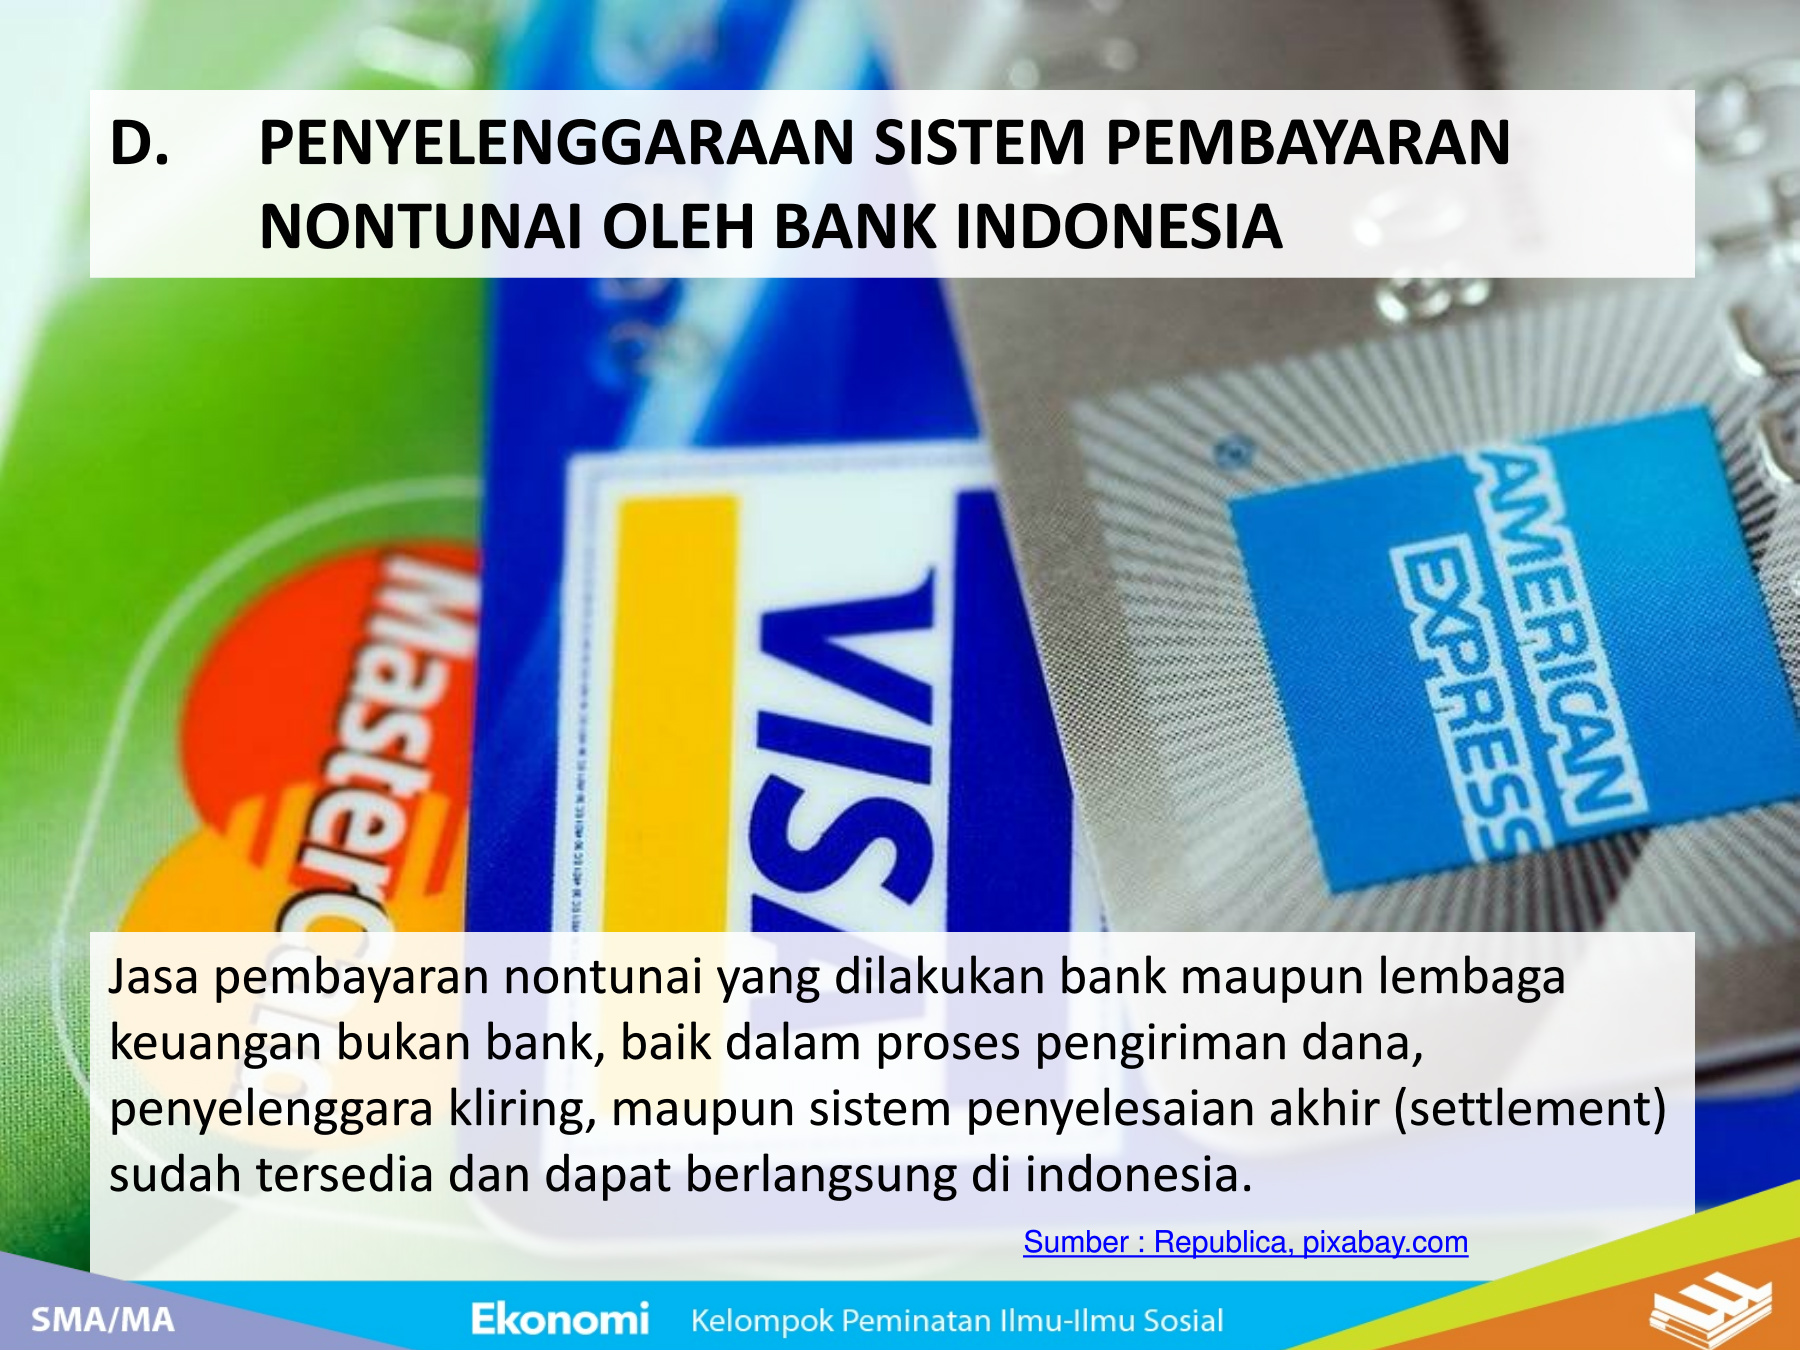 D. PENYELENGGARAAN SISTEM PEMBAYARAN
NONTUNAI OLEH BANK INDONESIA
MasterCard
VISA
AMERICAN
EXPRESS
Jasa pembayaran nontunai yang dilakukan bank maupun lembaga
keuangan bukan bank, baik dalam proses pengiriman dana,
penyelenggara kliring, maupun sistem penyelesaian akhir (settlement)
sudah tersedia dan dapat berlangsung di indonesia.
Sumber : Republica, pixabay.com
SMA/MA
Ekonomi Kelompok Peminatan Ilmu-Ilmu Sosial